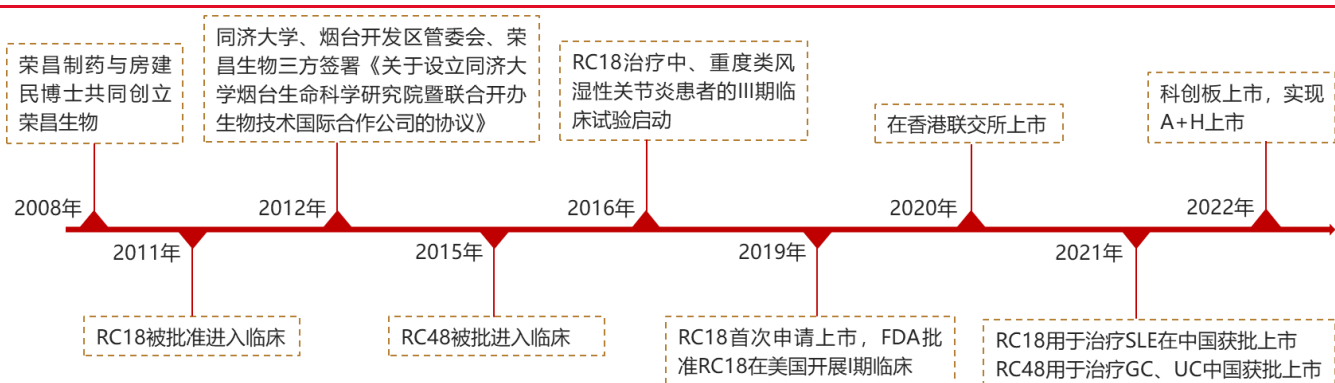 荣昌制药与房建
民博士共同创立
荣昌生物
同济大学、烟台开发区管委会、荣
昌生物三方签署《关于设立同济大
学烟台生命科学研究院暨联合开办
生物技术国际合作公司的协议》
RC18治疗中、重度类风
湿性关节炎患者的III期临
床试验启动
在香港联交所上市
科创板上市，实现
A+H上市
2008年
2012年
2016年
2020年
2022年
2011年
2015年
2019年
2021年
RC18被批准进入临床
RC48被批进入临床
RC18首次申请上市，FDA批
准RC18在美国开展I期临床
RC18用于治疗SLE在中国获批上市
RC48用于治疗GC、UC中国获批上市